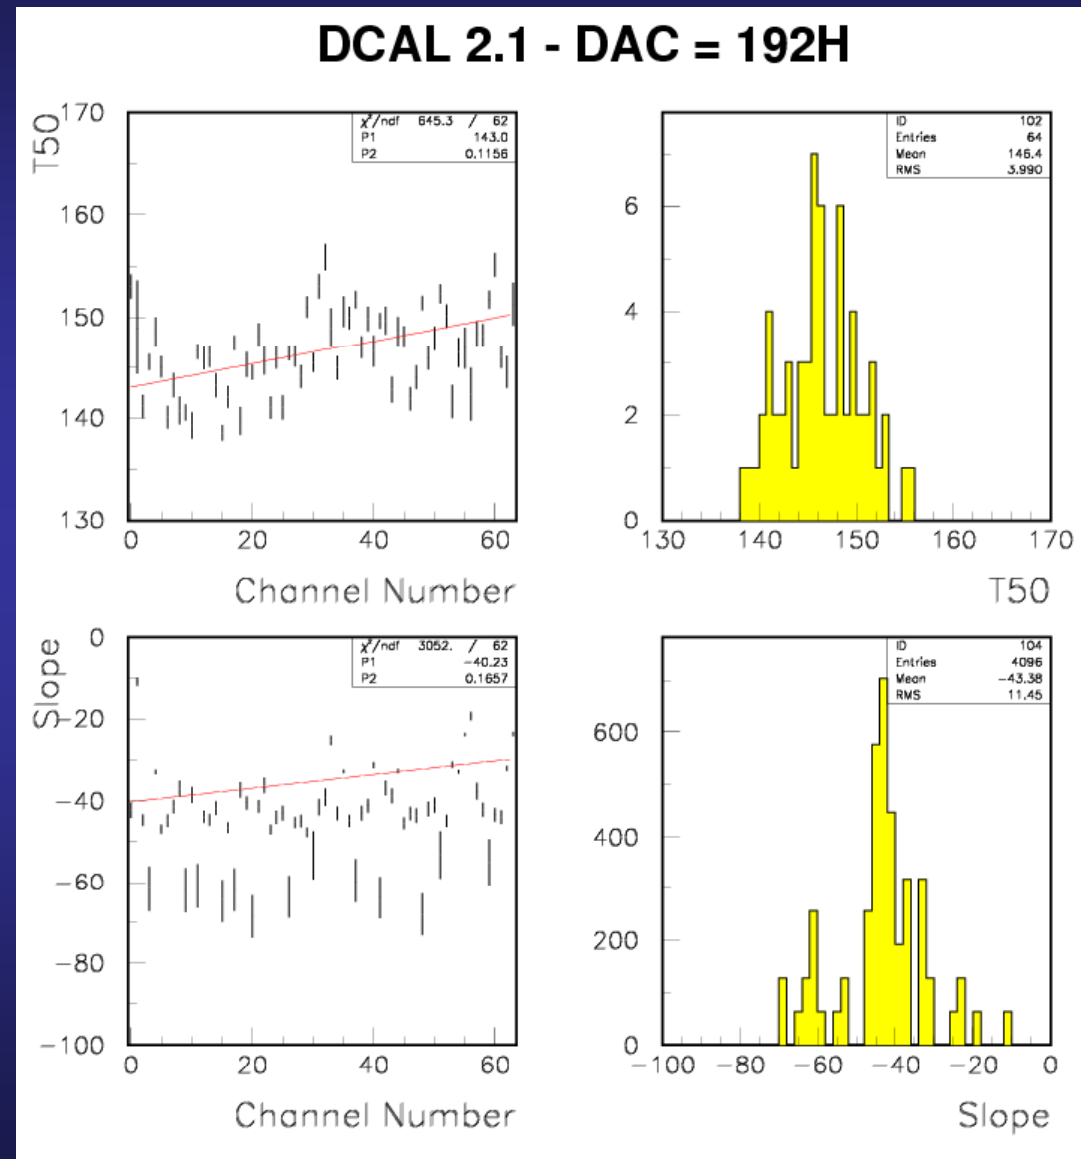 DCAL 2.1 - DAC = 192H
T50
170
160
150
140
130
0 20 40 60
Channel Number
χ²/ndf 645.3 / 62
P1 143.0
P2 0.1156
6
4
2
0
130 140 150 160 170
T50
ID 102
Entries 64
Mean 146.4
RMS 3.990
Slope
0
-20
-40
-60
-80
-100
0 20 40 60
Channel Number
χ²/ndf 3052. / 62
P1 -40.23
P2 0.1657
600
400
200
0
-100 -80 -60 -40 -20 0
Slope
ID 104
Entries 4096
Mean -43.38
RMS 11.45